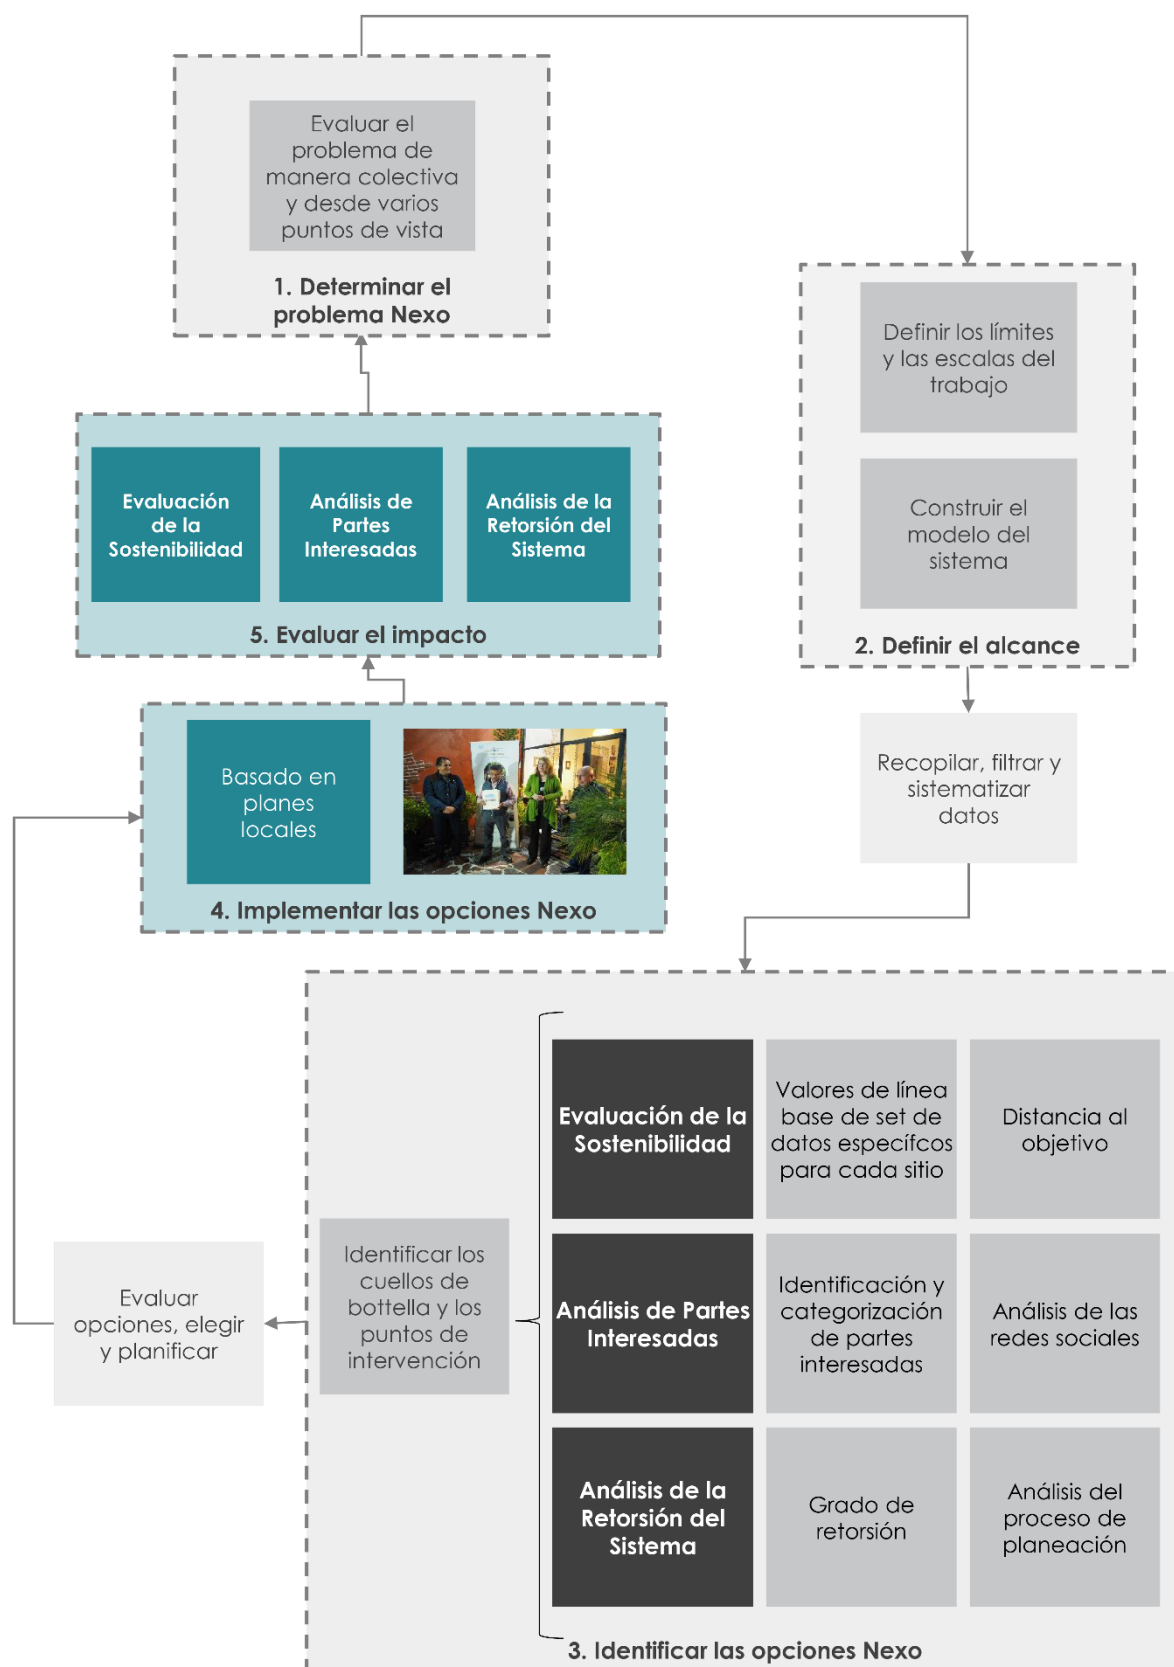 Evaluar el
problema de
manera colectiva
y desde varios
puntos de vista
1. Determinar el
problema Nexo
Definir los límites
y las escalas del
trabajo
Construir el
modelo del
sistema
2. Definir el alcance
Recopilar, filtrar y
sistematizar
datos
Evaluación de la
Sostenibilidad
Valores de línea
base de set de
datos específcos
para cada sitio
Distancia al
objetivo
Análisis de Partes
Interesadas
Identificación y
categorización
de partes
interesadas
Análisis de las
redes sociales
Análisis de la
Retorsión del
Sistema
Grado de
retorsión
Análisis del
proceso de
planeación
Identificar los
cuellos de
bottella y los
puntos de
intervención
3. Identificar las opciones Nexo
Evaluar
opciones, elegir
y planificar
Basado en
planes
locales
4. Implementar las opciones Nexo
Evaluación
de la
Sostenibilidad
Análisis de
Partes
Interesadas
Análisis de la
Retorsión del
Sistema
5. Evaluar el impacto